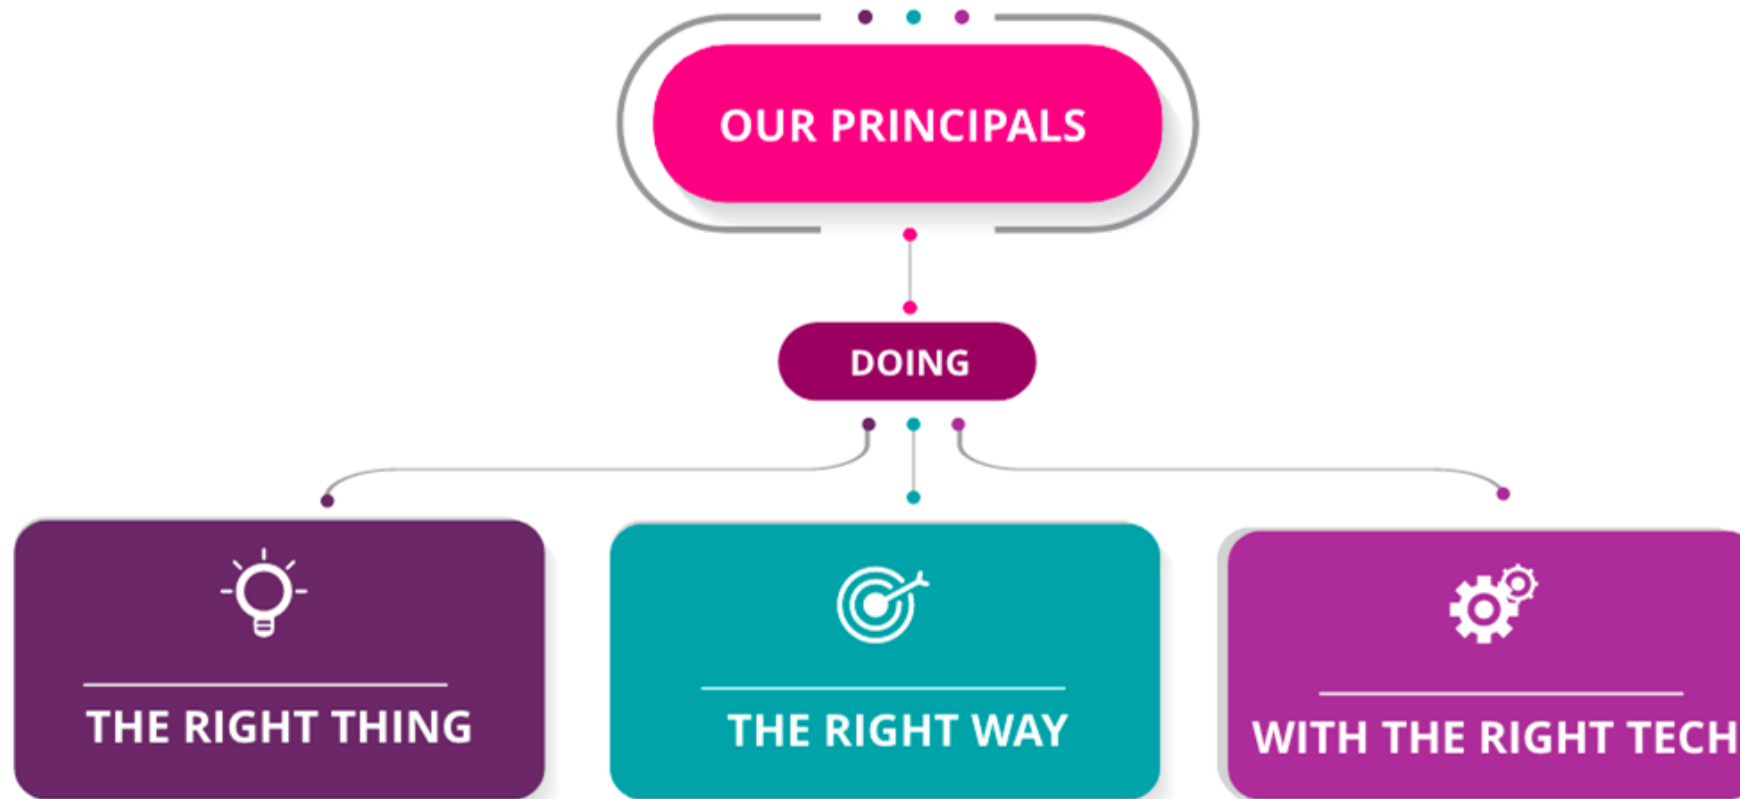 OUR PRINCIPALS
DOING
THE RIGHT THING
THE RIGHT WAY
WITH THE RIGHT TECH